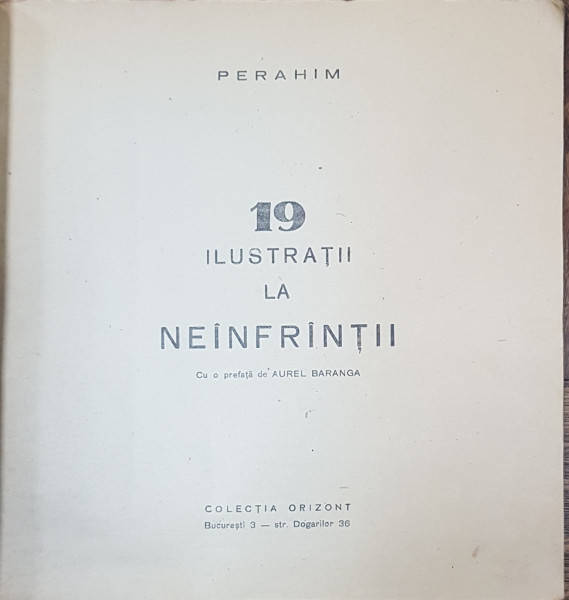 PERAHIM
19
ILUSTRAȚII
LA
NEÎNFRÎNȚII
Cu o prefață de AUREL BARANGA
COLECȚIA ORIZONT
București 3 — str. Dogarilor 36